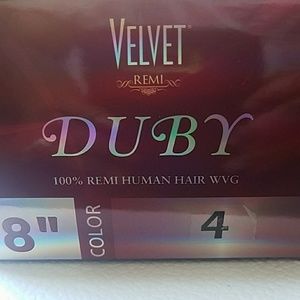 VELVET
REMI
DUBY
100% REMI HUMAN HAIR WVG
8" COLOR 4